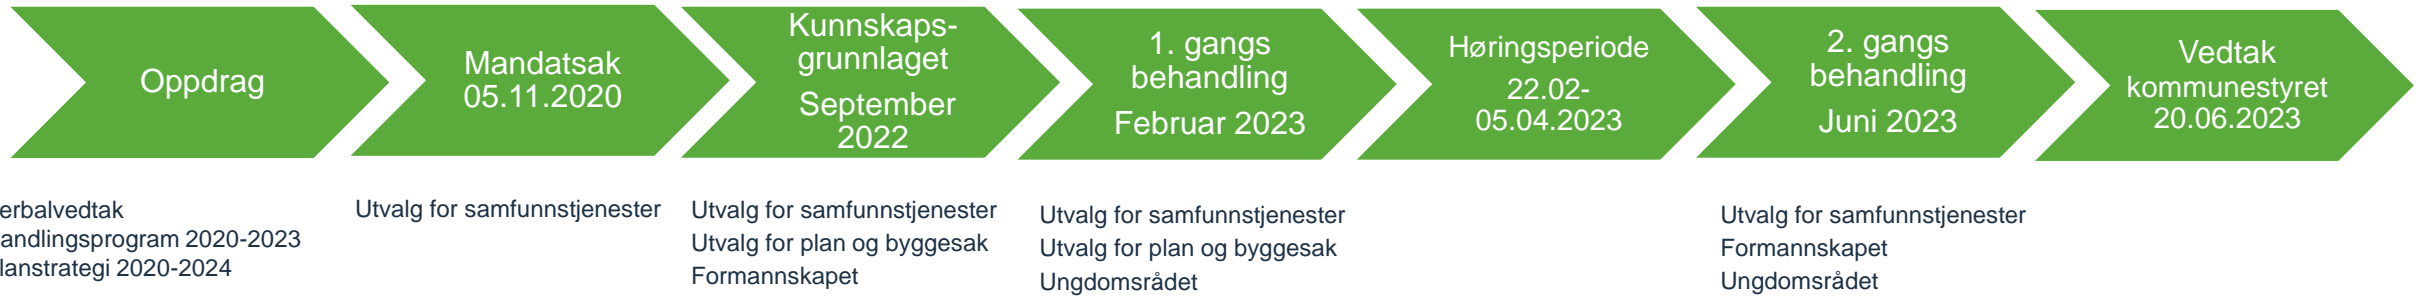 Oppdrag
Mandatsak
05.11.2020
Kunnskaps-
grunnlaget
September
2022
1. gangs
behandling
Februar 2023
Høringsperiode
22.02-
05.04.2023
2. gangs
behandling
Juni 2023
Vedtak
kommunestyret
20.06.2023
erbalvedtak
andlingsprogram 2020-2023
lanstrategi 2020-2024
Utvalg for samfunnstjenester
Utvalg for samfunnstjenester
Utvalg for plan og byggesak
Formannskapet
Utvalg for samfunnstjenester
Utvalg for plan og byggesak
Ungdomsrådet
Utvalg for samfunnstjenester
Formannskapet
Ungdomsrådet